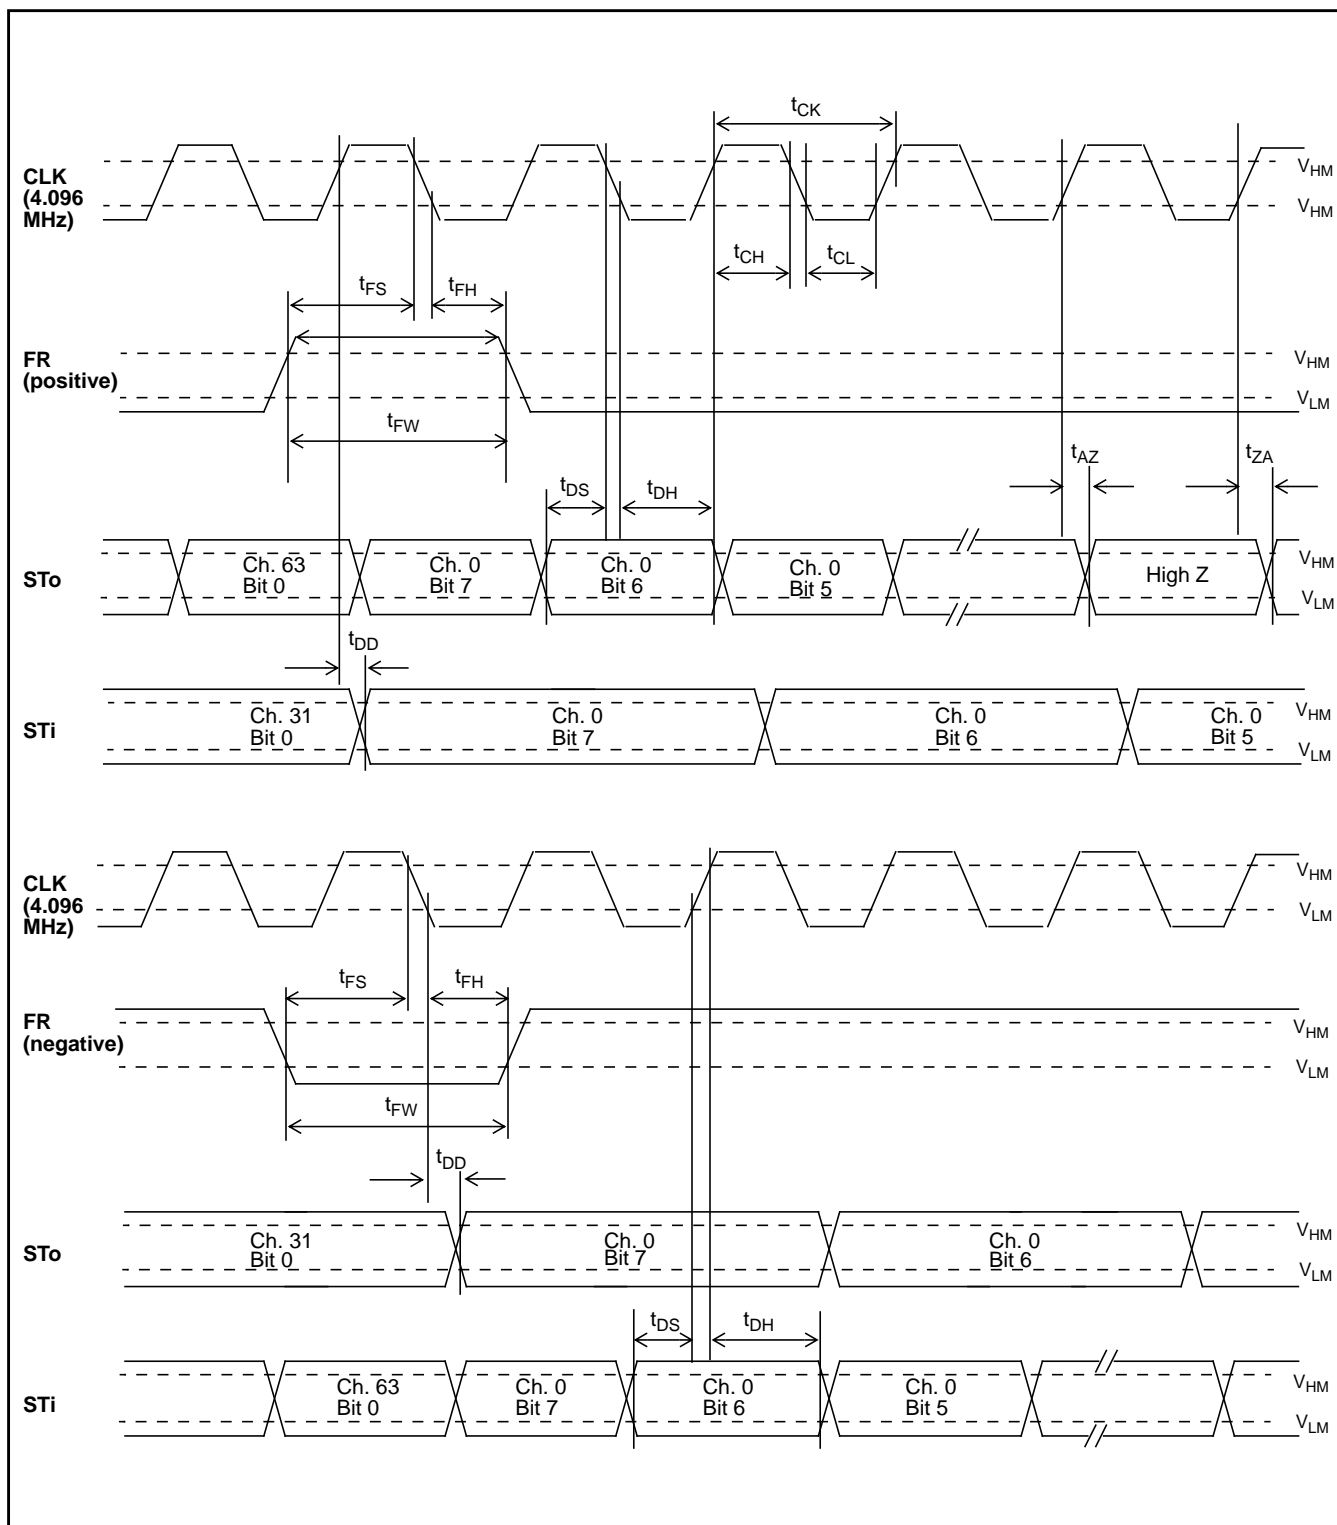 tCK
CLK
(4.096
MHz)
VHM
VHM
tCH
tCL
tFS
tFH
FR
(positive)
VHM
VLM
tFW
tAZ
tZA
tDS
tDH
STo
Ch. 63
Bit 0
Ch. 0
Bit 7
Ch. 0
Bit 6
Ch. 0
Bit 5
High Z
VHM
VLM
tDD
STi
Ch. 31
Bit 0
Ch. 0
Bit 7
Ch. 0
Bit 6
Ch. 0
Bit 5
VHM
VLM
CLK
(4.096
MHz)
VHM
VLM
tFS
tFH
FR
(negative)
VHM
VLM
tFW
tDD
STo
Ch. 31
Bit 0
Ch. 0
Bit 7
Ch. 0
Bit 6
VHM
VLM
tDS
tDH
STi
Ch. 63
Bit 0
Ch. 0
Bit 7
Ch. 0
Bit 6
Ch. 0
Bit 5
VHM
VLM